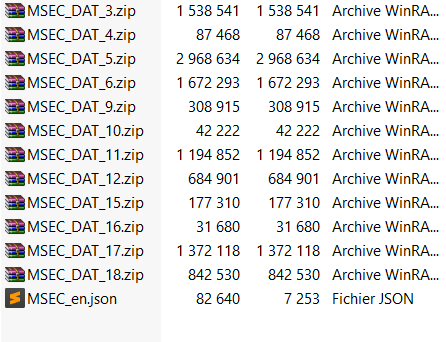 MSEC_DAT_3.zip 1 538 541 1 538 541 Archive WinRA...
MSEC_DAT_4.zip 87 468 87 468 Archive WinRA...
MSEC_DAT_5.zip 2 968 634 2 968 634 Archive WinRA...
MSEC_DAT_6.zip 1 672 293 1 672 293 Archive WinRA...
MSEC_DAT_9.zip 308 915 308 915 Archive WinRA...
MSEC_DAT_10.zip 42 222 42 222 Archive WinRA...
MSEC_DAT_11.zip 1 194 852 1 194 852 Archive WinRA...
MSEC_DAT_12.zip 684 901 684 901 Archive WinRA...
MSEC_DAT_15.zip 177 310 177 310 Archive WinRA...
MSEC_DAT_16.zip 31 680 31 680 Archive WinRA...
MSEC_DAT_17.zip 1 372 118 1 372 118 Archive WinRA...
MSEC_DAT_18.zip 842 530 842 530 Archive WinRA...
MSEC_en.json 82 640 7 253 Fichier JSON